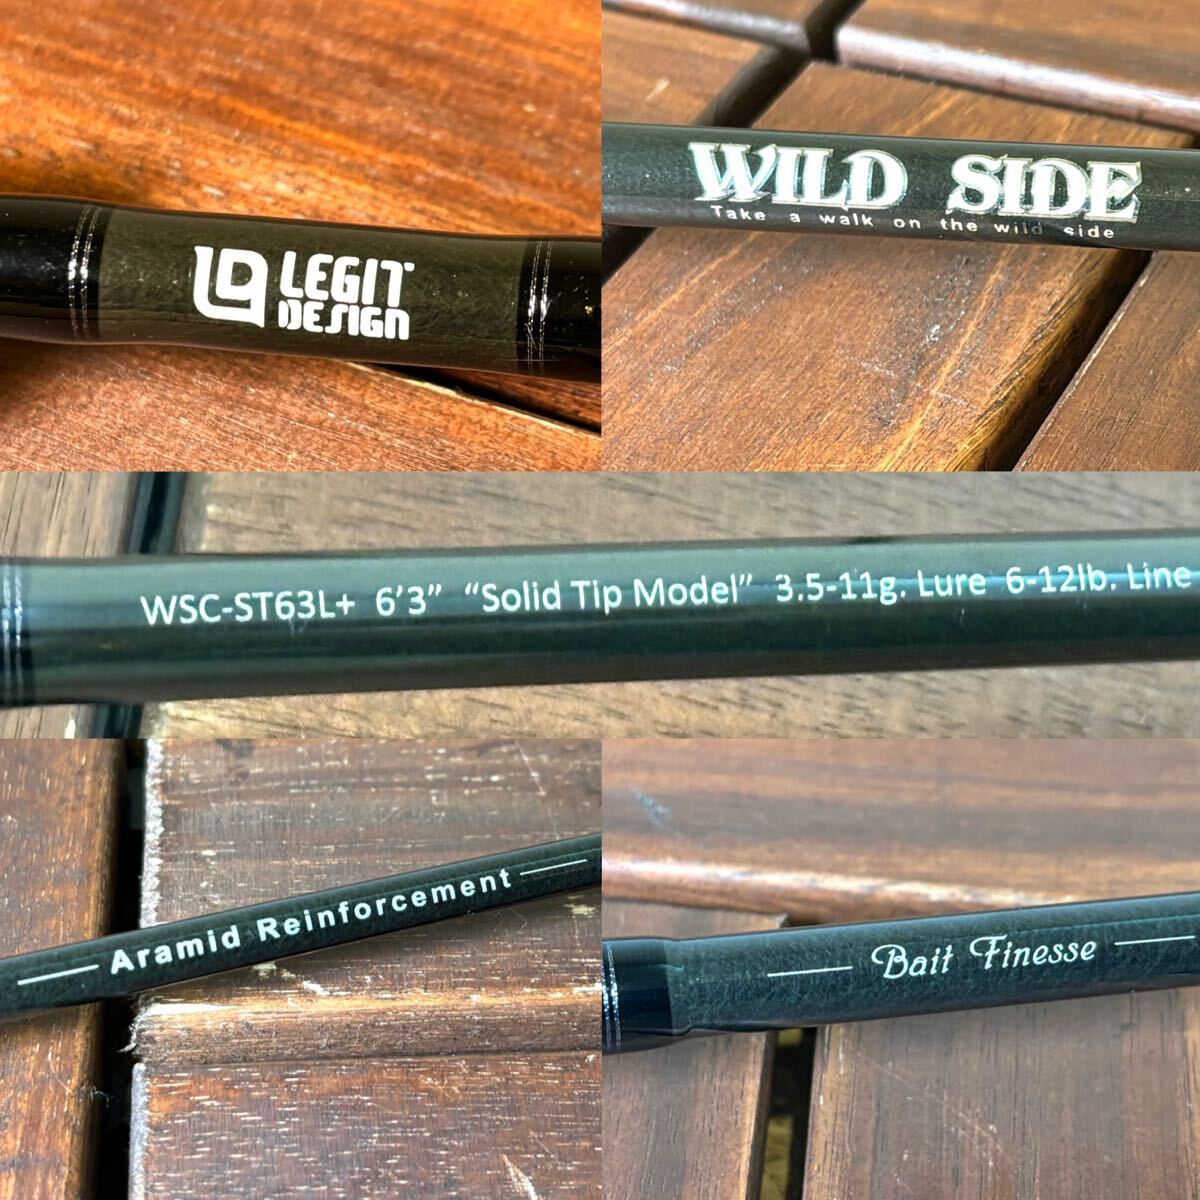 LEGIT
DESIGN
WILD SIDE
Take a walk on the wild side
WSC-ST63L+ 6'3" "Solid Tip Model" 3.5-11g. Lure 6-12lb. Line
Aramid Reinforcement
Bait Finesse